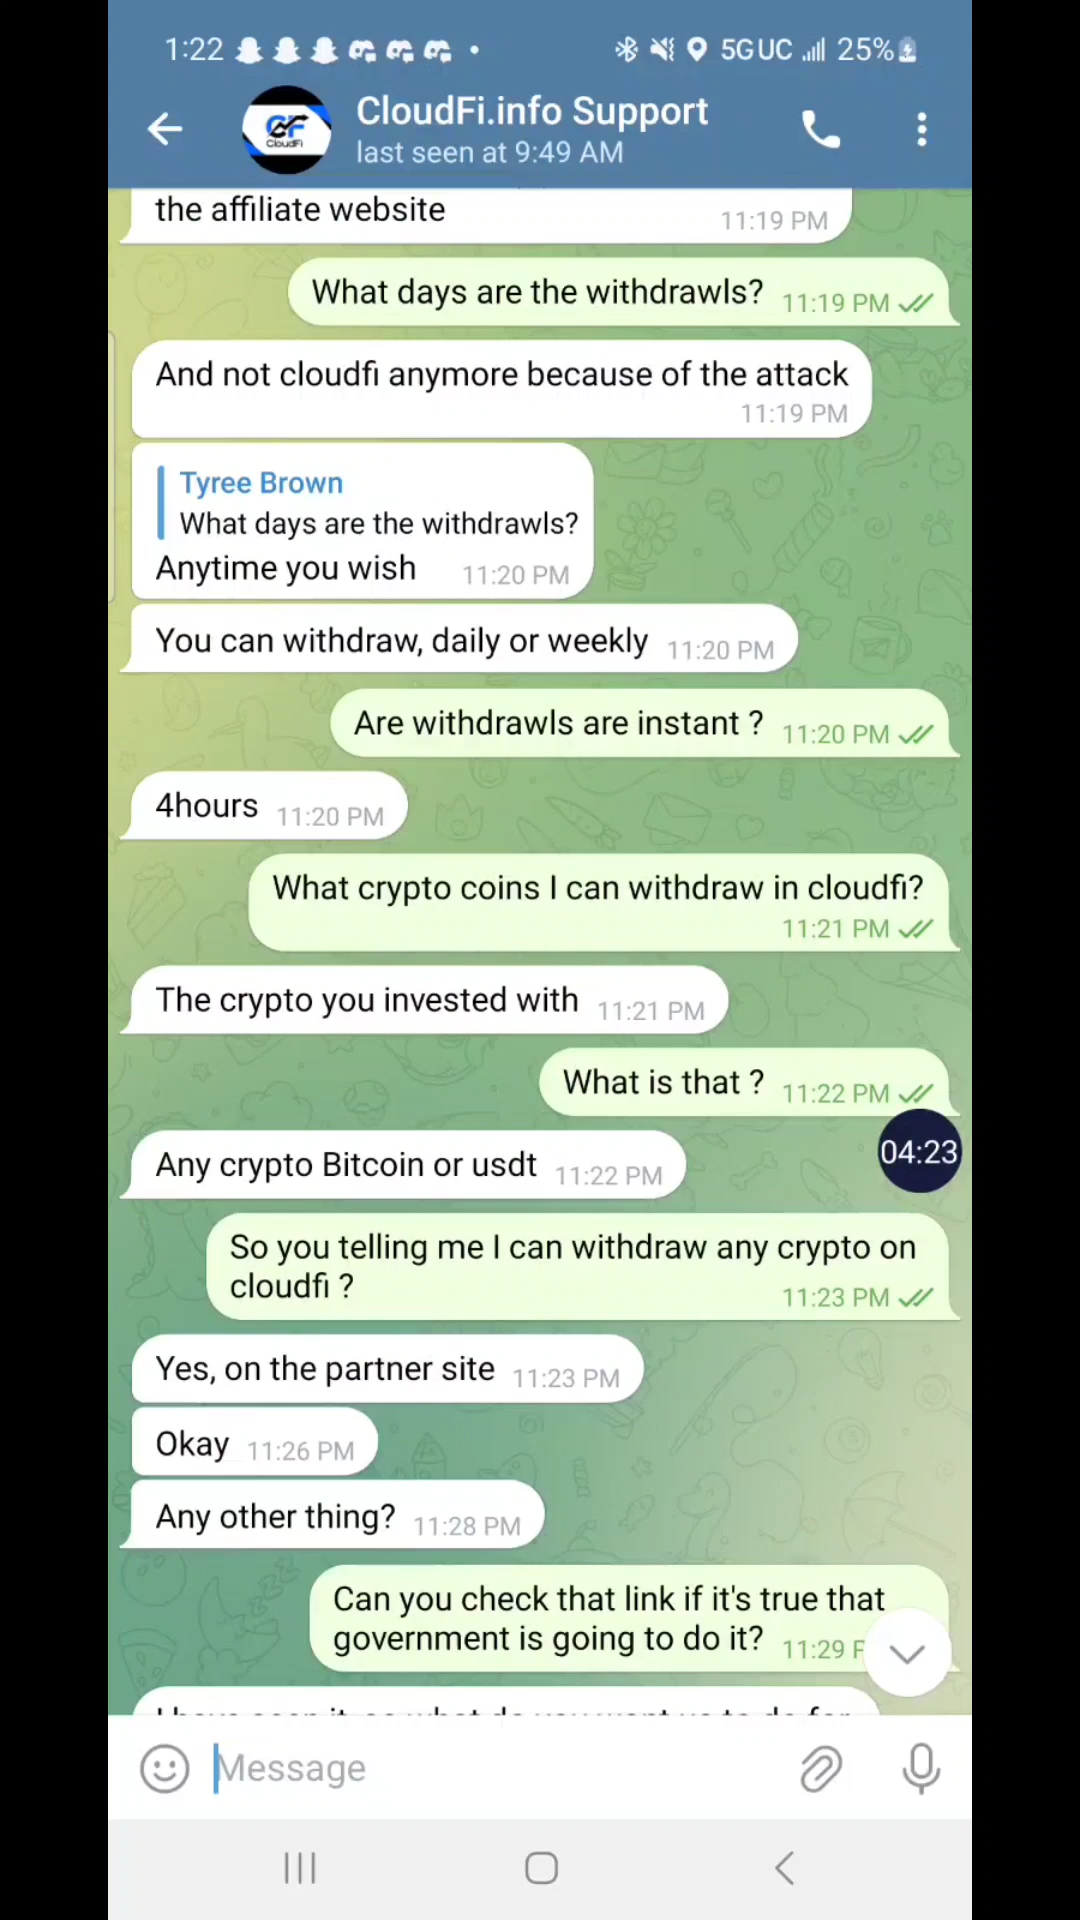 1:22
5G UC
25%
CloudFi.info Support
CloudFi
last seen at 9:49 AM
the affiliate website
11:19 PM
What days are the withdrawls?
11:19 PM
And not cloudfi anymore because of the attack
11:19 PM
Tyree Brown
What days are the withdrawls?
Anytime you wish
11:20 PM
You can withdraw, daily or weekly
11:20 PM
Are withdrawls are instant ?
11:20 PM
4hours
11:20 PM
What crypto coins I can withdraw in cloudfi?
11:21 PM
The crypto you invested with
11:21 PM
What is that ?
11:22 PM
04:23
Any crypto Bitcoin or usdt
11:22 PM
So you telling me I can withdraw any crypto on
cloudfi ?
11:23 PM
Yes, on the partner site
11:23 PM
Okay
11:26 PM
Any other thing?
11:28 PM
Can you check that link if it's true that
government is going to do it?
11:29
Message